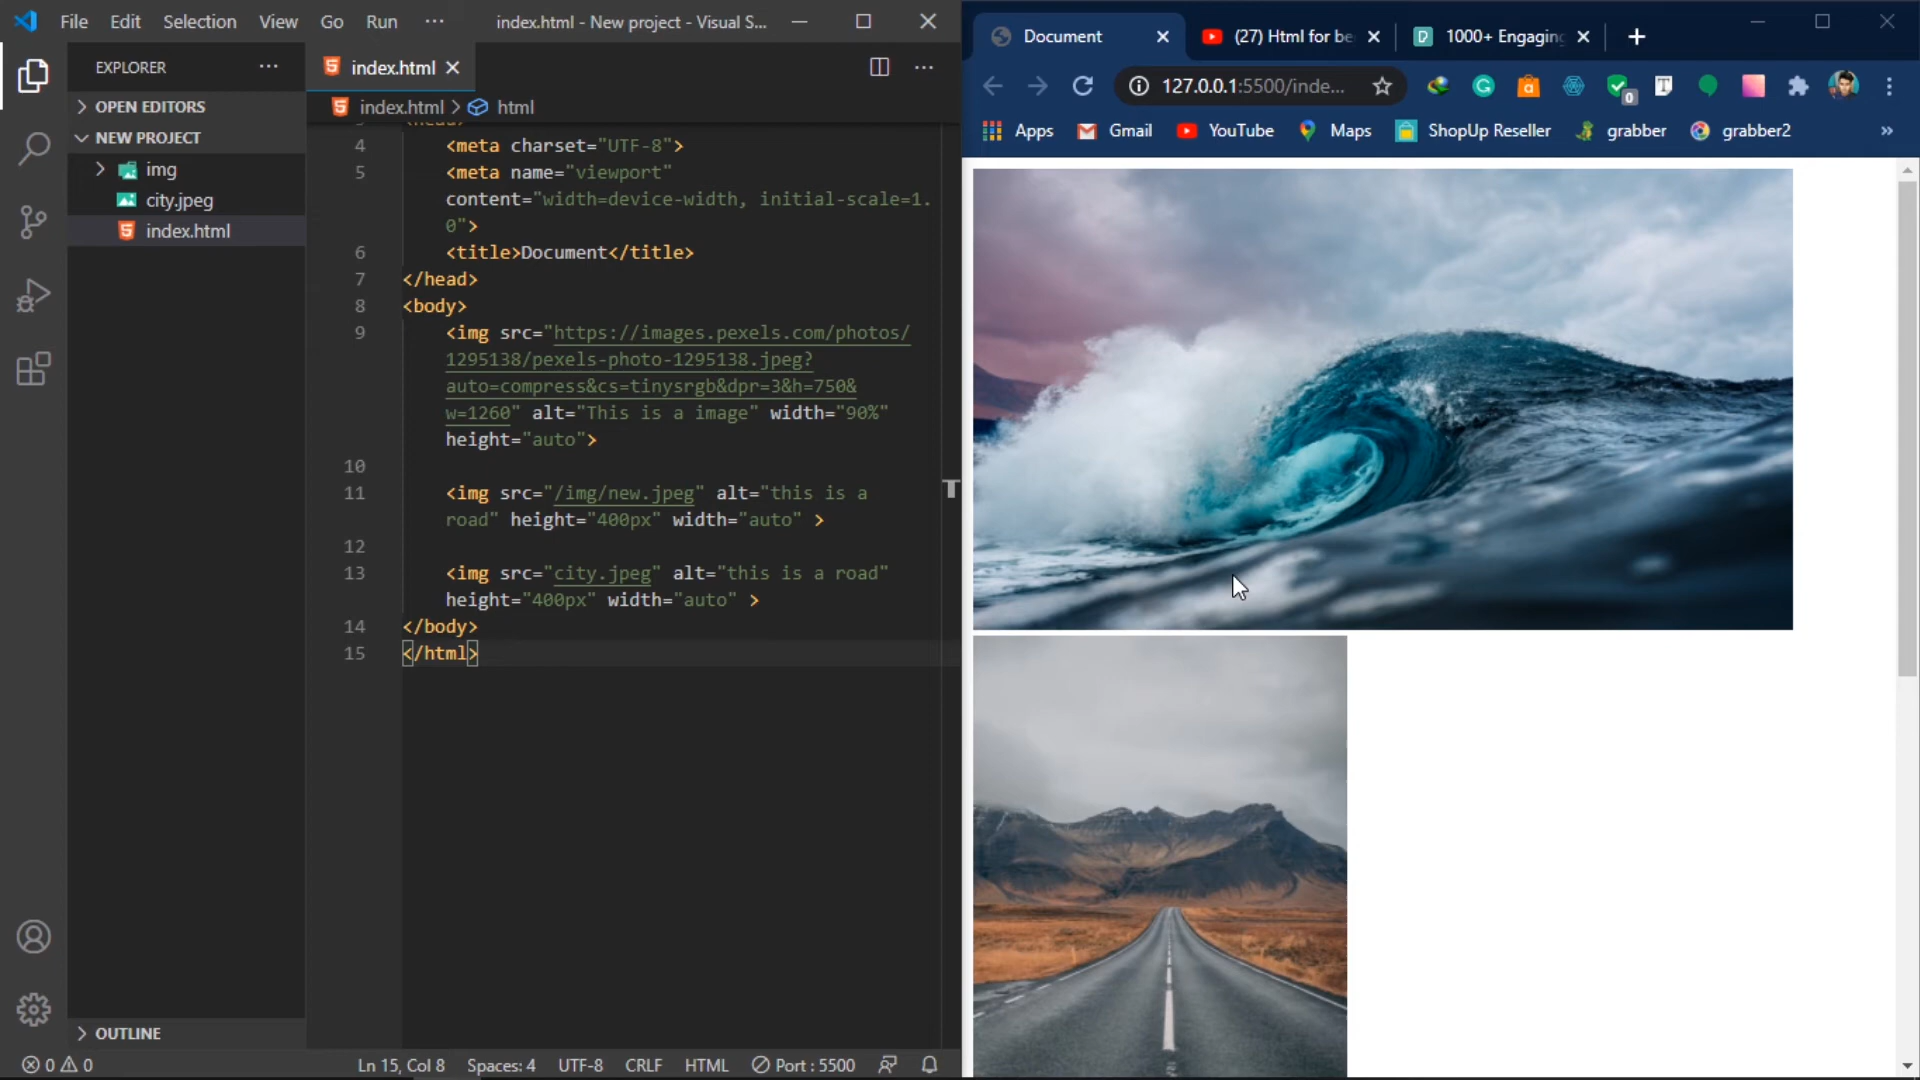 File Edit Selection View Go Run ··· index.html - New project - Visual S...
EXPLORER ···
OPEN EDITORS
NEW PROJECT
img
city.jpeg
index.html
OUTLINE
index.html
index.html > html
4 <meta charset="UTF-8">
5 <meta name="viewport"
content="width=device-width, initial-scale=1.
0">
6 <title>Document</title>
7 </head>
8 <body>
9 <img src="https://images.pexels.com/photos/
1295138/pexels-photo-1295138.jpeg?
auto=compress&cs=tinysrgb&dpr=3&h=750&
w=1260" alt="This is a image" width="90%"
height="auto">
10
11 <img src="/img/new.jpeg" alt="this is a
road" height="400px" width="auto" >
12
13 <img src="city.jpeg" alt="this is a road"
height="400px" width="auto" >
14 </body>
15 </html>
0 0 Ln 15, Col 8 Spaces: 4 UTF-8 CRLF HTML Port : 5500
Document (27) Html for be 1000+ Engaging
127.0.0.1:5500/inde...
0
Apps Gmail YouTube Maps ShopUp Reseller grabber grabber2 »